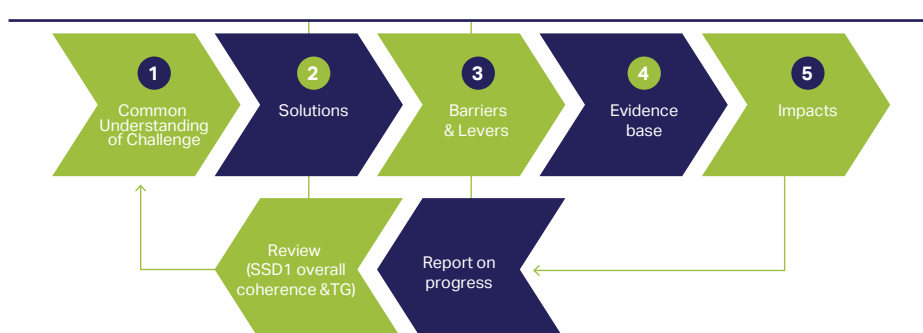 1
Common
Understanding
of Challenge
2
Solutions
3
Barriers
& Levers
4
Evidence
base
5
Impacts
Review
(SSD1 overall
coherence &TG)
Report on
progress